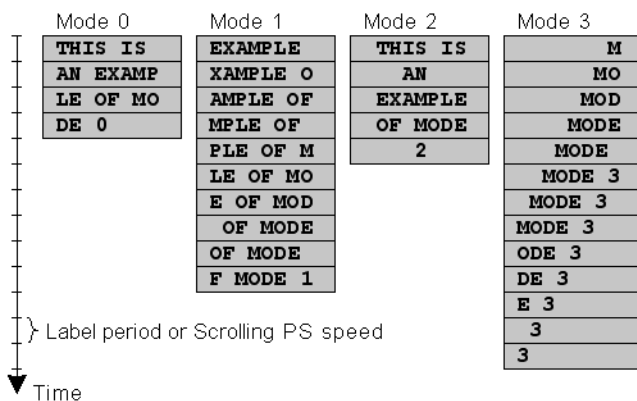 Mode 0 Mode 1 Mode 2 Mode 3
THIS IS EXAMPLE THIS IS M
AN EXAMP XAMPLE O AN MO
LE OF MO AMPLE OF EXAMPLE MOD
DE 0 MPLE OF OF MODE MODE
PLE OF M 2 MODE
LE OF MO MODE 3
E OF MOD MODE 3
OF MODE MODE 3
OF MODE ODE 3
F MODE 1 DE 3
E 3
} Label period or Scrolling PS speed 3
3
Time